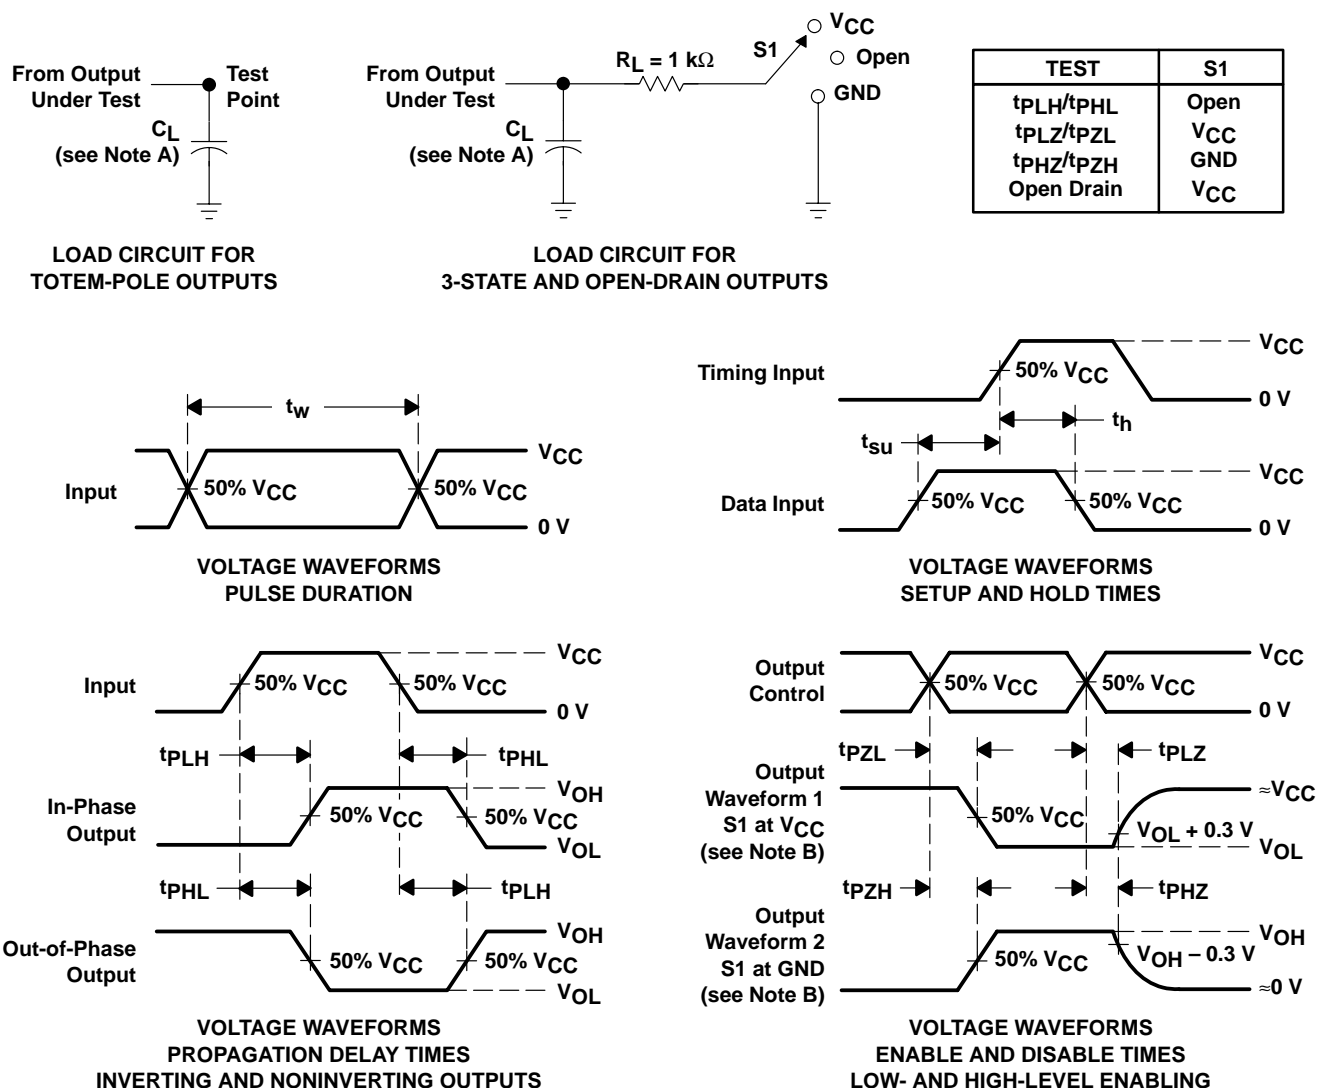 From Output
Under Test
Test
Point
CL
(see Note A)
LOAD CIRCUIT FOR
TOTEM-POLE OUTPUTS
From Output
Under Test
RL = 1 kΩ
S1
VCC
Open
GND
CL
(see Note A)
LOAD CIRCUIT FOR
3-STATE AND OPEN-DRAIN OUTPUTS
TEST S1
tPLH/tPHL Open
tPLZ/tPZL VCC
tPHZ/tPZH GND
Open Drain VCC
tw
Input
50% VCC
50% VCC
VCC
0 V
VOLTAGE WAVEFORMS
PULSE DURATION
Timing Input
50% VCC
VCC
0 V
tsu
th
Data Input
50% VCC
50% VCC
VCC
0 V
VOLTAGE WAVEFORMS
SETUP AND HOLD TIMES
Input
50% VCC
50% VCC
VCC
0 V
tPLH
tPHL
In-Phase
Output
50% VCC
50% VCC
VOH
VOL
tPHL
tPLH
Out-of-Phase
Output
50% VCC
50% VCC
VOH
VOL
VOLTAGE WAVEFORMS
PROPAGATION DELAY TIMES
INVERTING AND NONINVERTING OUTPUTS
Output
Control
50% VCC
50% VCC
VCC
0 V
tPZL
tPLZ
Output
Waveform 1
S1 at VCC
(see Note B)
50% VCC
VOL + 0.3 V
≈VCC
VOL
tPZH
tPHZ
Output
Waveform 2
S1 at GND
(see Note B)
50% VCC
VOH − 0.3 V
VOH
≈0 V
VOLTAGE WAVEFORMS
ENABLE AND DISABLE TIMES
LOW- AND HIGH-LEVEL ENABLING